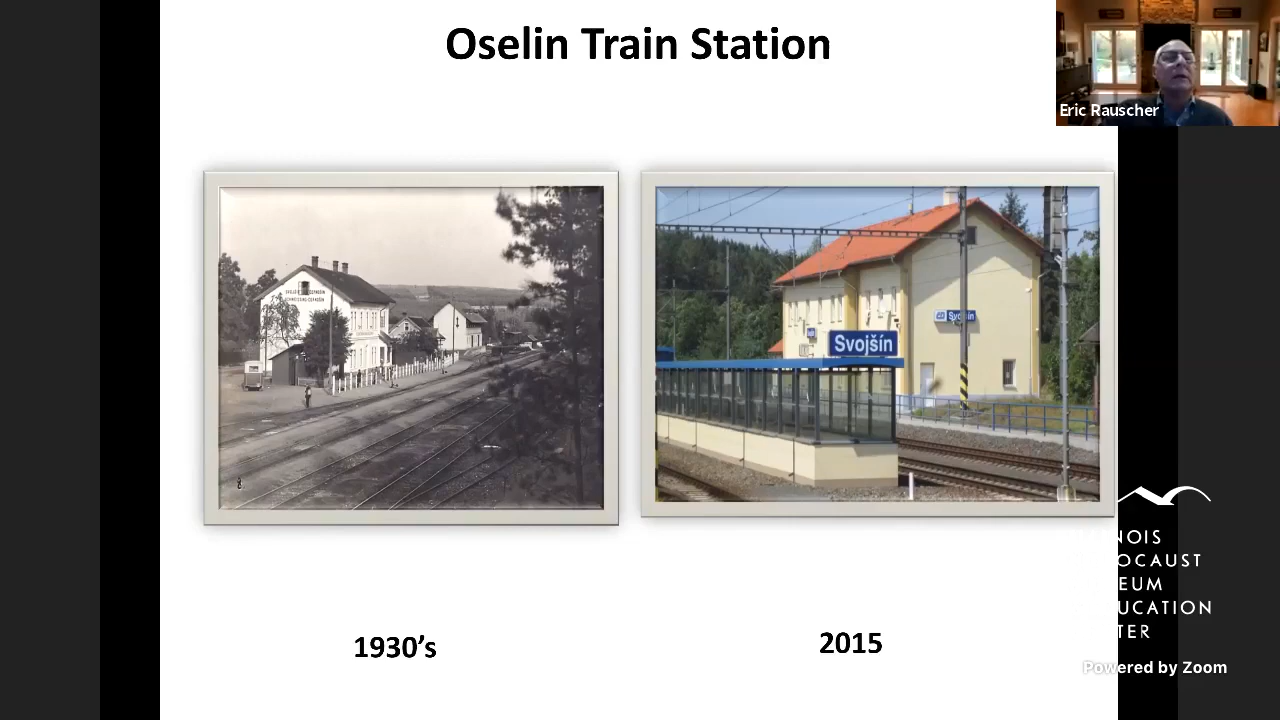 Oselin Train Station
Eric Rauscher
Svojšín
Svojšín
1930’s
2015
NOIS
OCAUST
EUM
UCATION
TER
Powered by Zoom